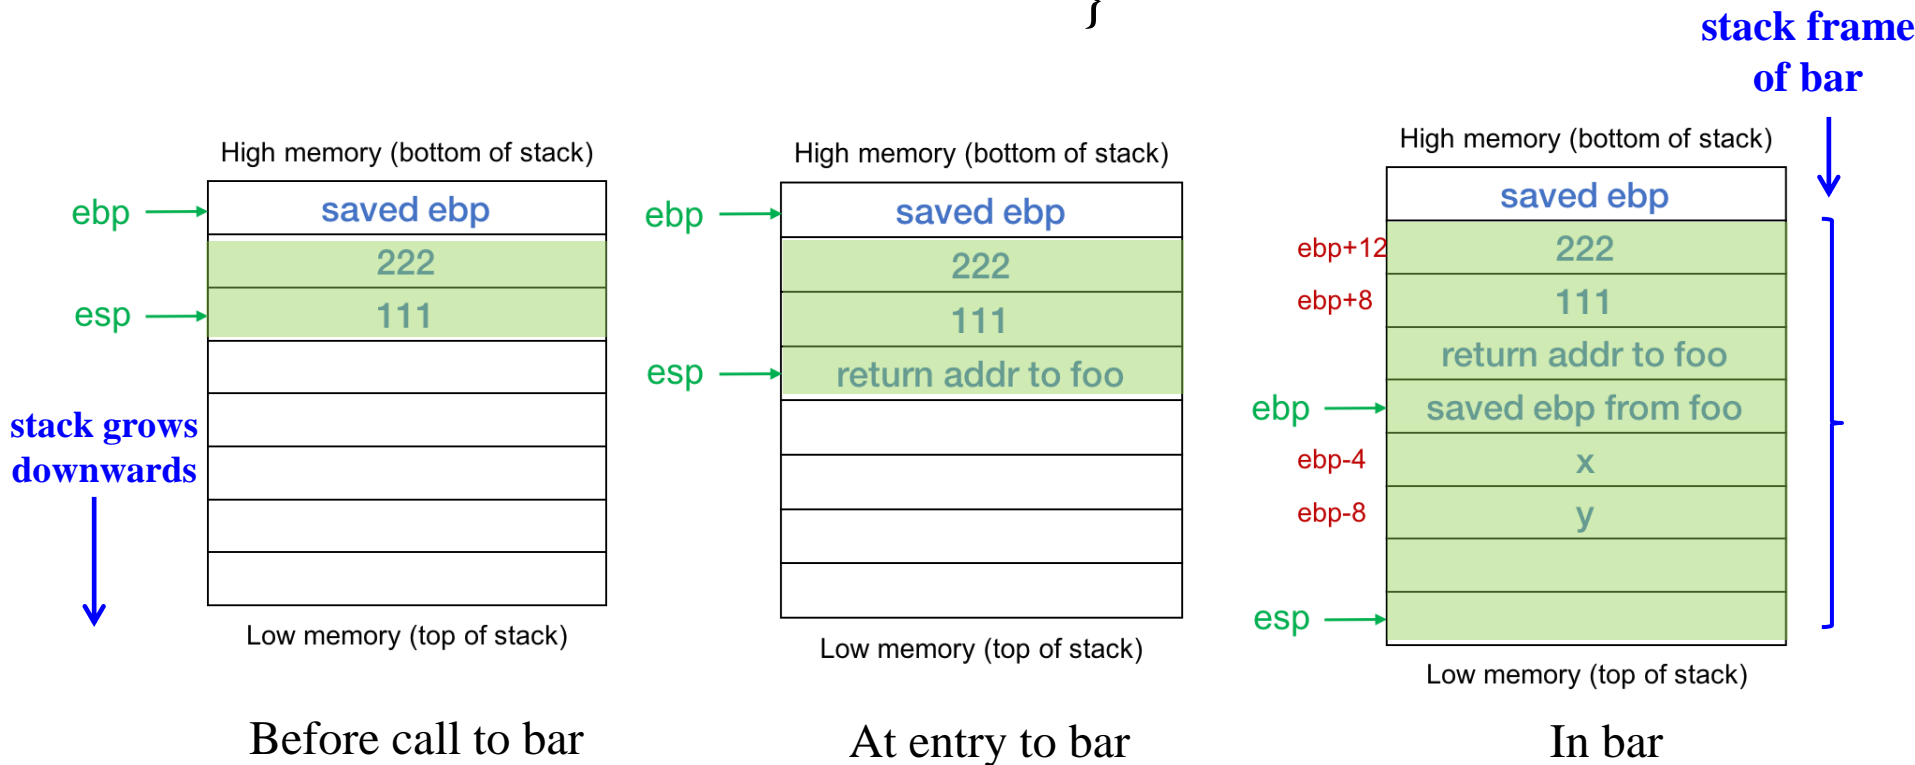 }
stack frame
of bar
High memory (bottom of stack)
ebp
saved ebp
222
esp
111
stack grows
downwards
Low memory (top of stack)
Before call to bar
High memory (bottom of stack)
ebp
saved ebp
222
111
esp
return addr to foo
Low memory (top of stack)
At entry to bar
High memory (bottom of stack)
saved ebp
ebp+12
222
ebp+8
111
return addr to foo
ebp
saved ebp from foo
ebp-4
x
ebp-8
y
esp
Low memory (top of stack)
In bar